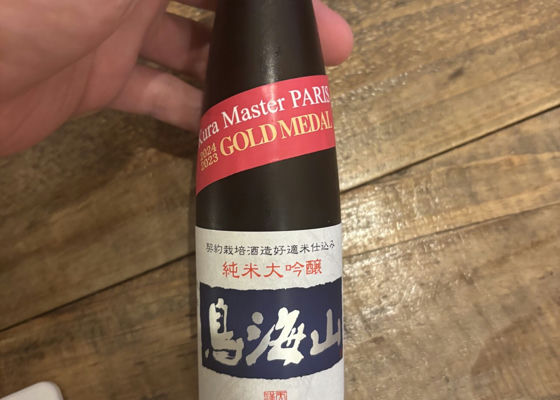 Kura Master PARIS
2024
2023
GOLD MEDAL
契約栽培酒造好適米仕込み
純米大吟醸
鳥海山